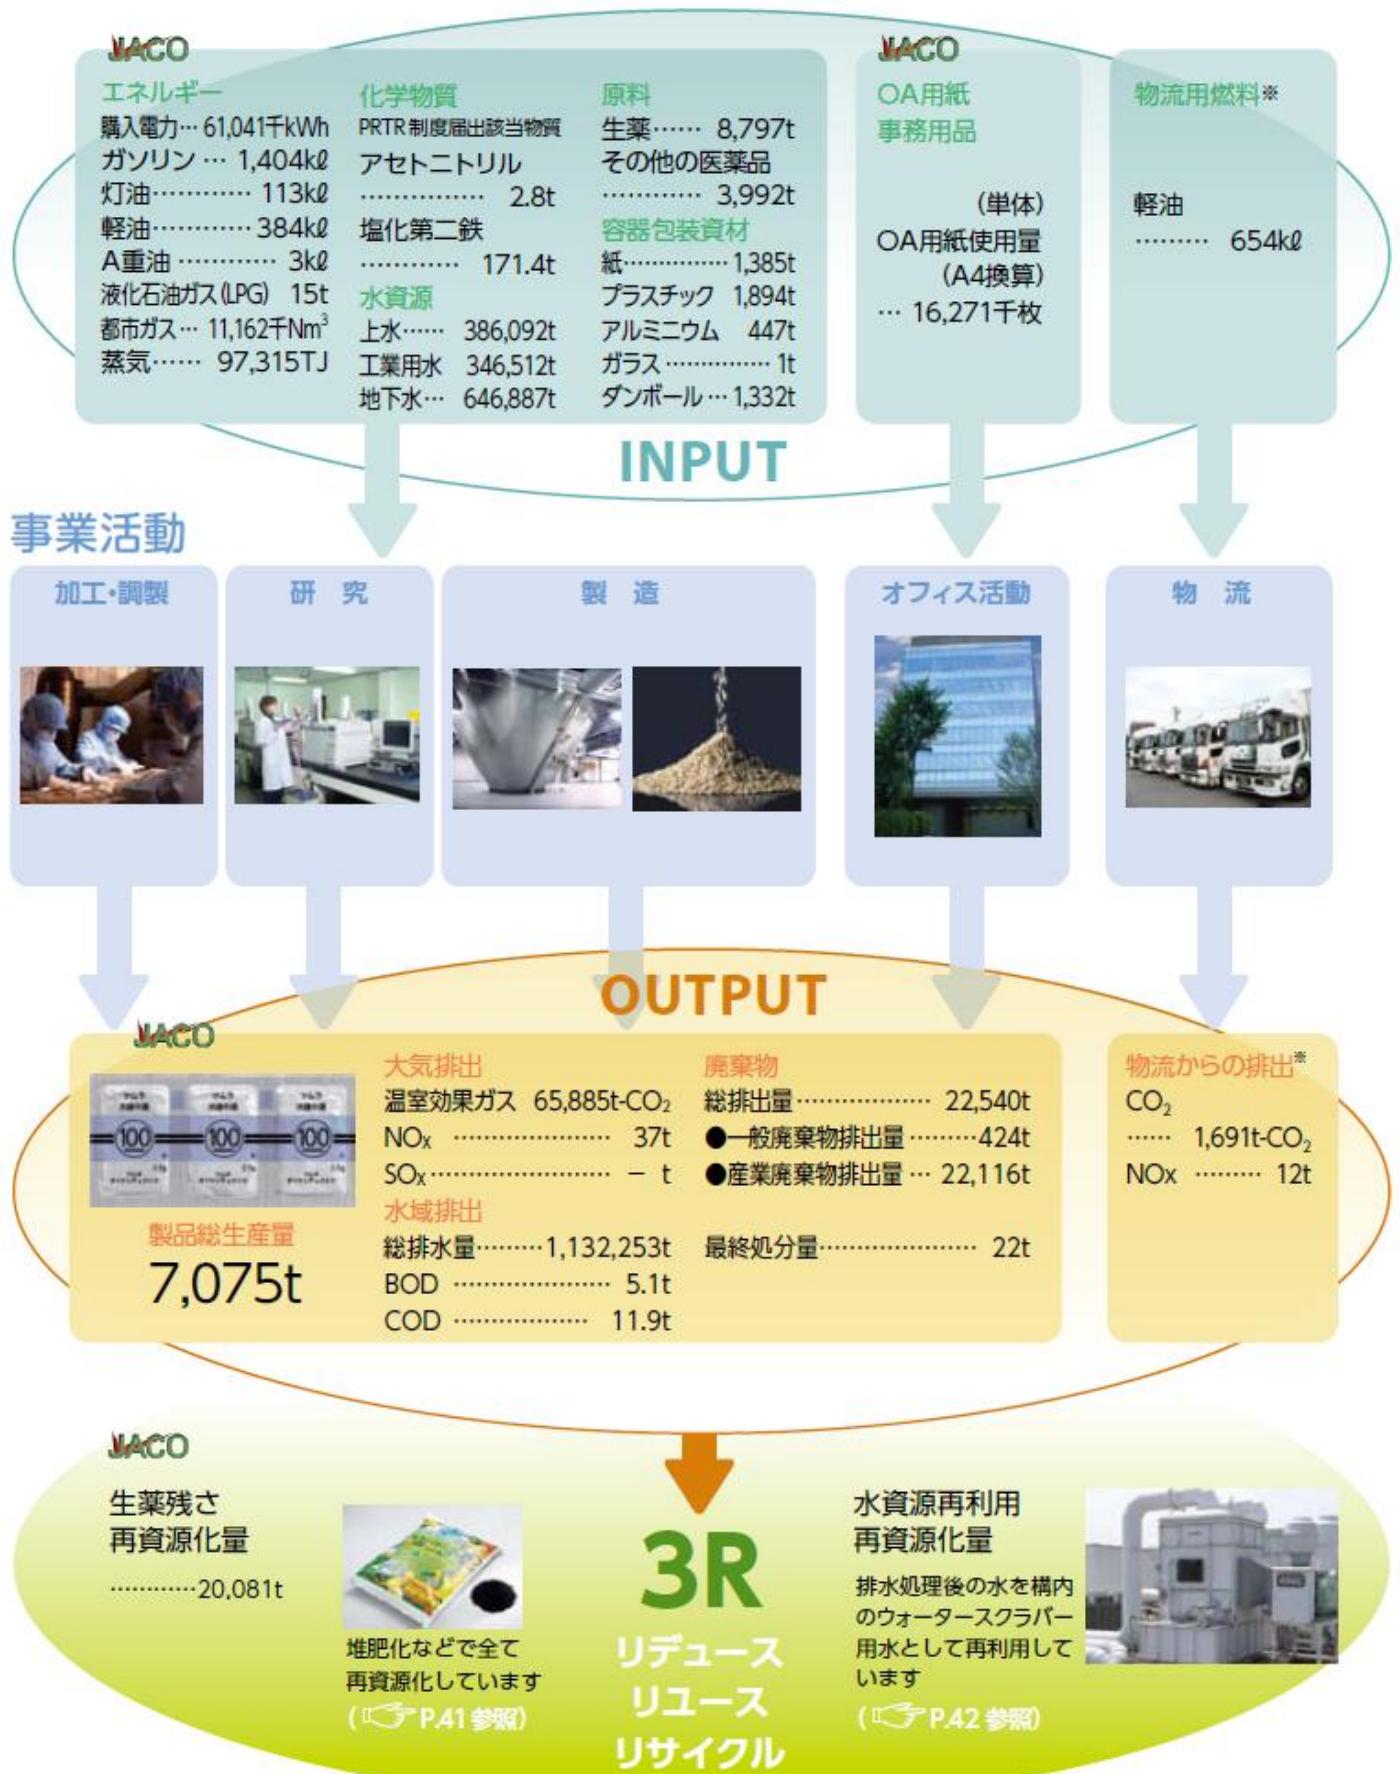 JACO
エネルギー
購入電力… 61,041千kWh
ガソリン … 1,404kℓ
灯油………… 113kℓ
軽油………… 384kℓ
A重油 ………… 3kℓ
液化石油ガス(LPG) 15t
都市ガス… 11,162千Nm³
蒸気…… 97,315TJ
化学物質
PRTR制度届出該当物質
アセトニトリル
…………… 2.8t
塩化第二鉄
………… 171.4t
水資源
上水…… 386,092t
工業用水 346,512t
地下水… 646,887t
原料
生薬…… 8,797t
その他の医薬品
………… 3,992t
容器包装資材
紙…………… 1,385t
プラスチック 1,894t
アルミニウム 447t
ガラス…………… 1t
ダンボール… 1,332t
JACO
OA用紙
事務用品
(単体)
OA用紙使用量
(A4換算)
… 16,271千枚
物流用燃料※
軽油
……… 654kℓ
INPUT
事業活動
加工・調製
研 究
製 造
オフィス活動
物 流
OUTPUT
JACO
100
100
100
製品総生産量
7,075t
大気排出
温室効果ガス 65,885t-CO₂
NOx ………………… 37t
SOx………………… − t
水域排出
総排水量………1,132,253t
BOD ………………… 5.1t
COD ……………… 11.9t
廃棄物
総排出量……………… 22,540t
●一般廃棄物排出量………424t
●産業廃棄物排出量… 22,116t
最終処分量………………… 22t
物流からの排出※
CO₂
…… 1,691t-CO₂
NOx ……… 12t
JACO
生薬残さ
再資源化量
…………20,081t
堆肥化などで全て
再資源化しています
(☞P.41参照)
3R
リデュース
リユース
リサイクル
水資源再利用
再資源化量
排水処理後の水を構内
のウォータースクラバー
用水として再利用して
います
(☞P.42参照)